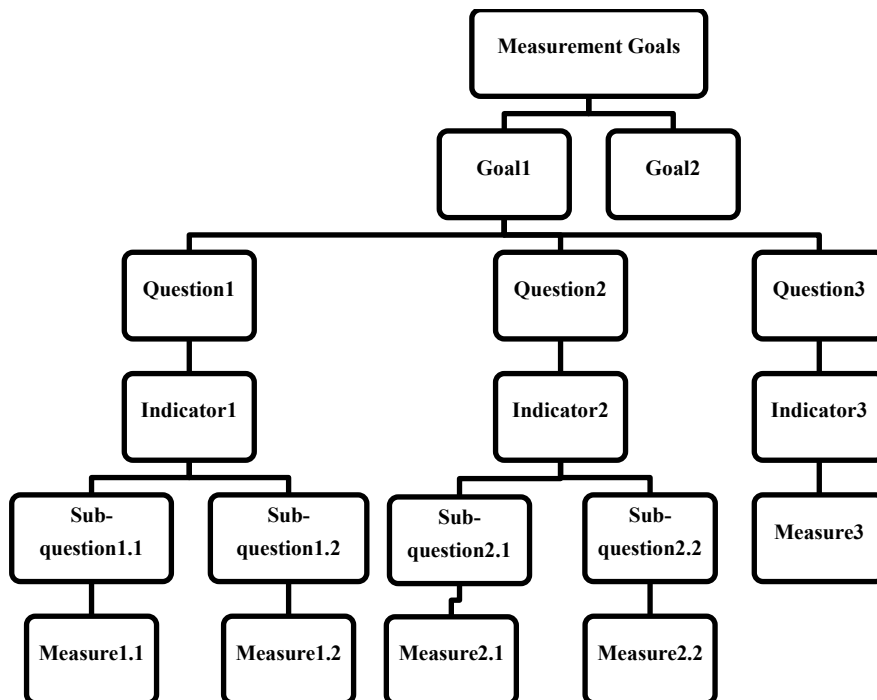 Measurement Goals
Goal1
Goal2
Question1
Question2
Question3
Indicator1
Indicator2
Indicator3
Sub-
question1.1
Sub-
question1.2
Sub-
question2.1
Sub-
question2.2
Measure3
Measure1.1
Measure1.2
Measure2.1
Measure2.2